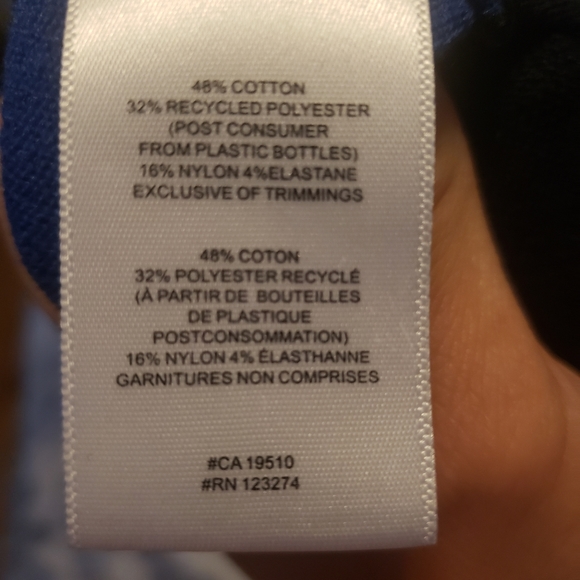 48% COTTON
32% RECYCLED POLYESTER
(POST CONSUMER
FROM PLASTIC BOTTLES)
16% NYLON 4%ELASTANE
EXCLUSIVE OF TRIMMINGS
48% COTON
32% POLYESTER RECYCLÉ
(À PARTIR DE BOUTEILLES
DE PLASTIQUE
POSTCONSOMMATION)
16% NYLON 4% ÉLASTHANNE
GARNITURES NON COMPRISES
#CA 19510
#RN 123274